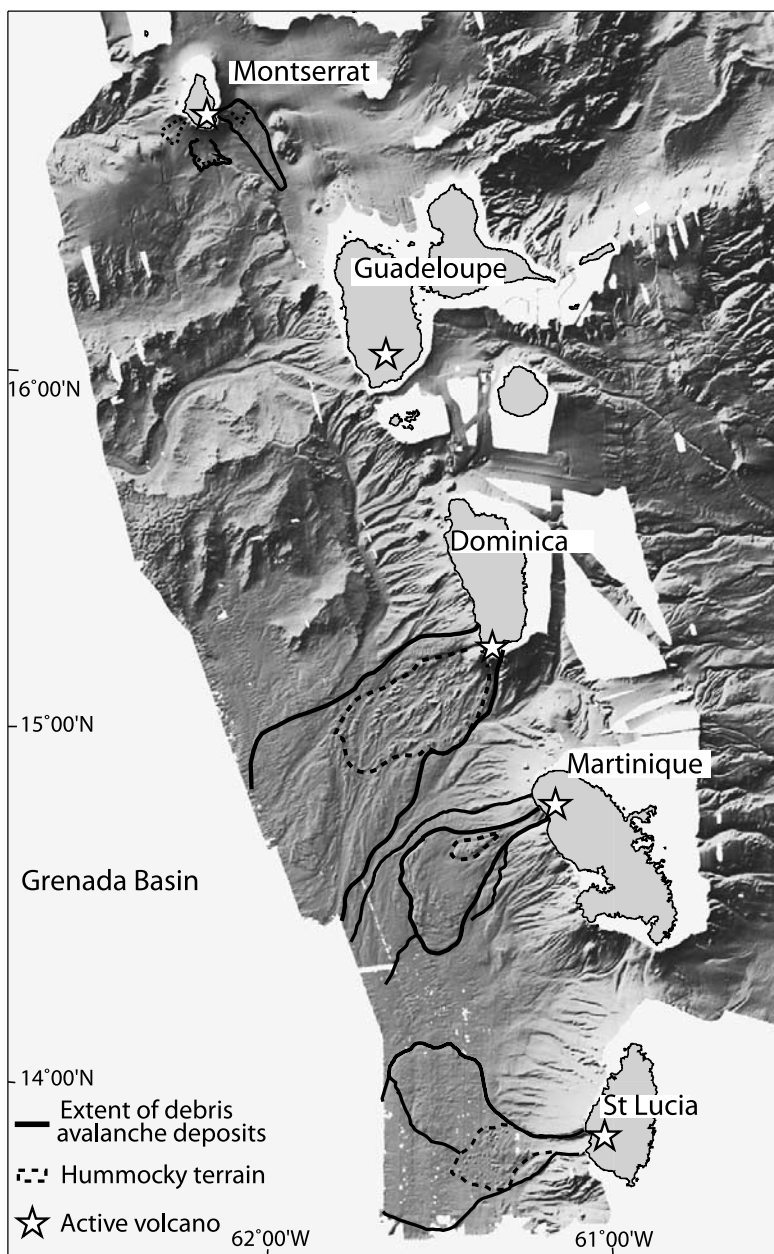 Montserrat
Guadeloupe
16°00'N
Dominica
15°00'N
Martinique
Grenada Basin
14°00'N
St Lucia
Extent of debris
avalanche deposits
Hummocky terrain
Active volcano
62°00'W
61°00'W